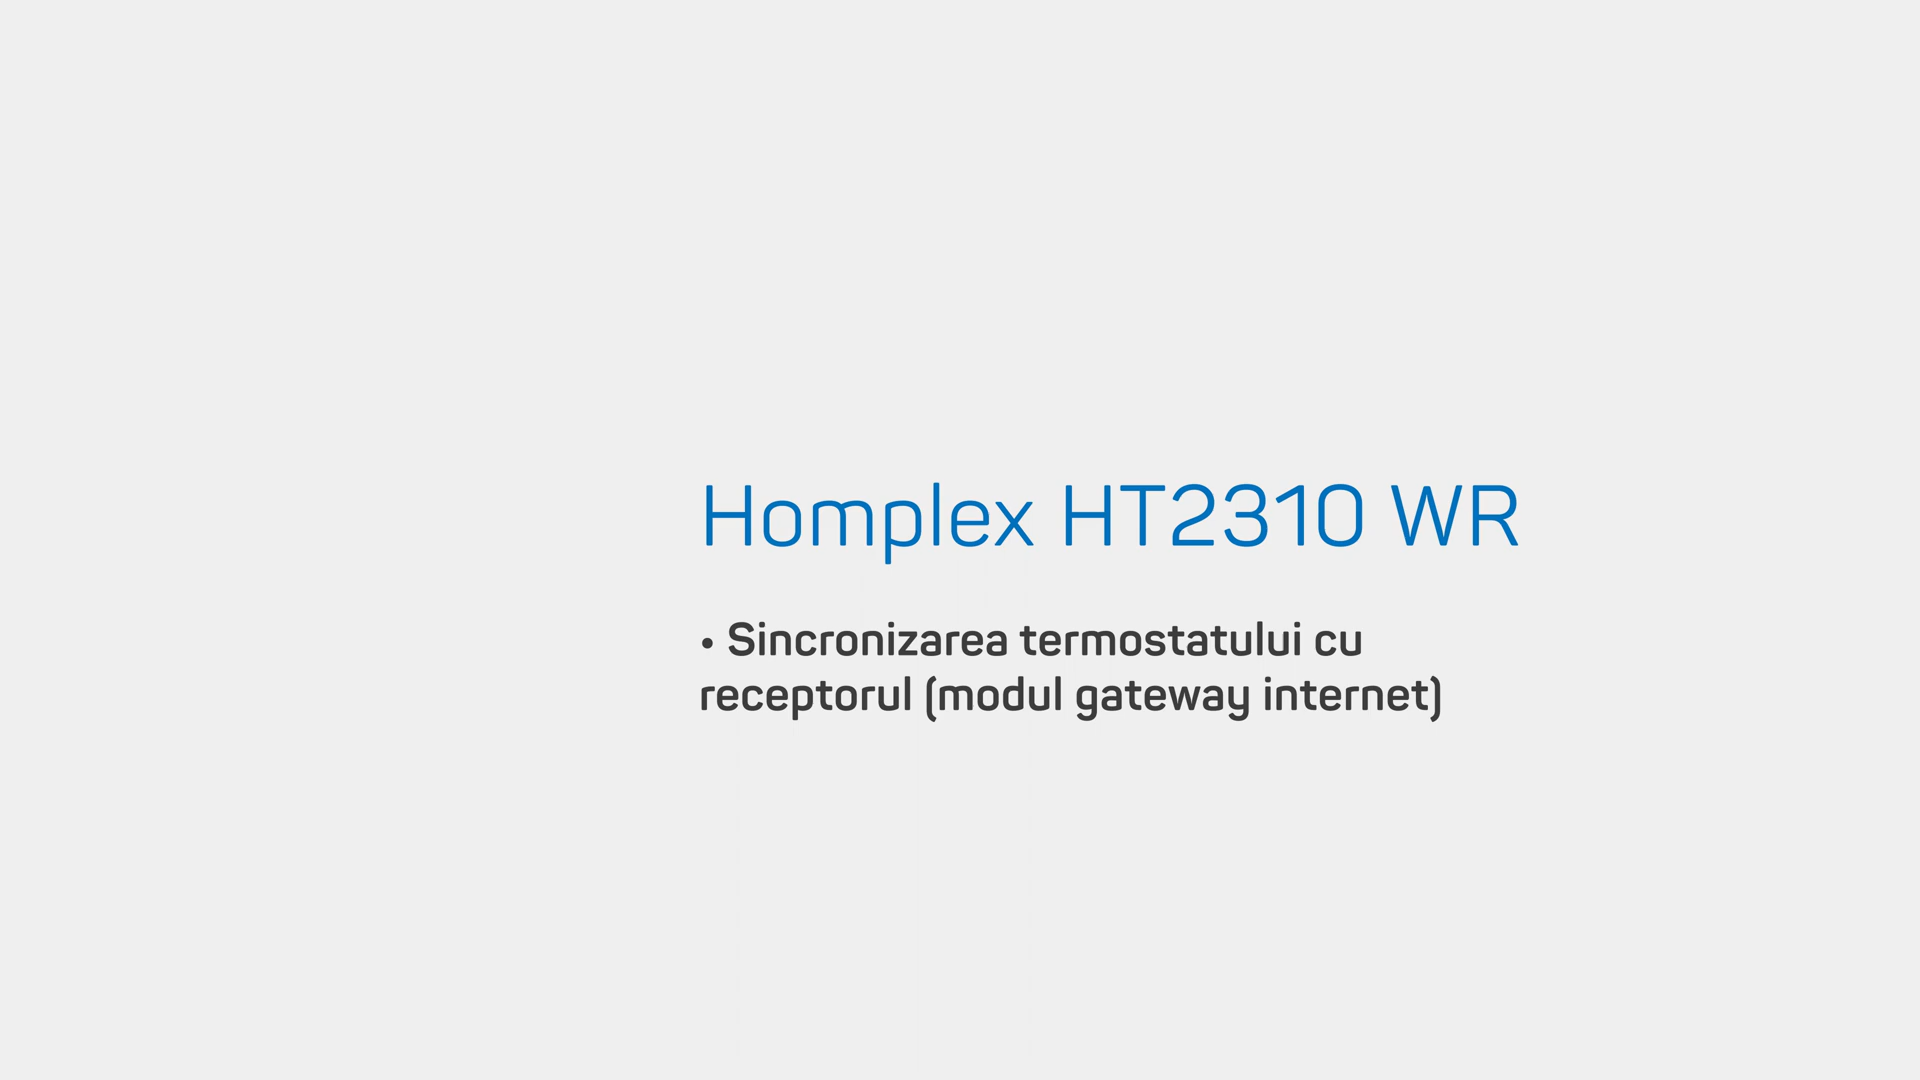 Homplex HT2310 WR
• Sincronizarea termostatului cu
receptorul (modul gateway internet)